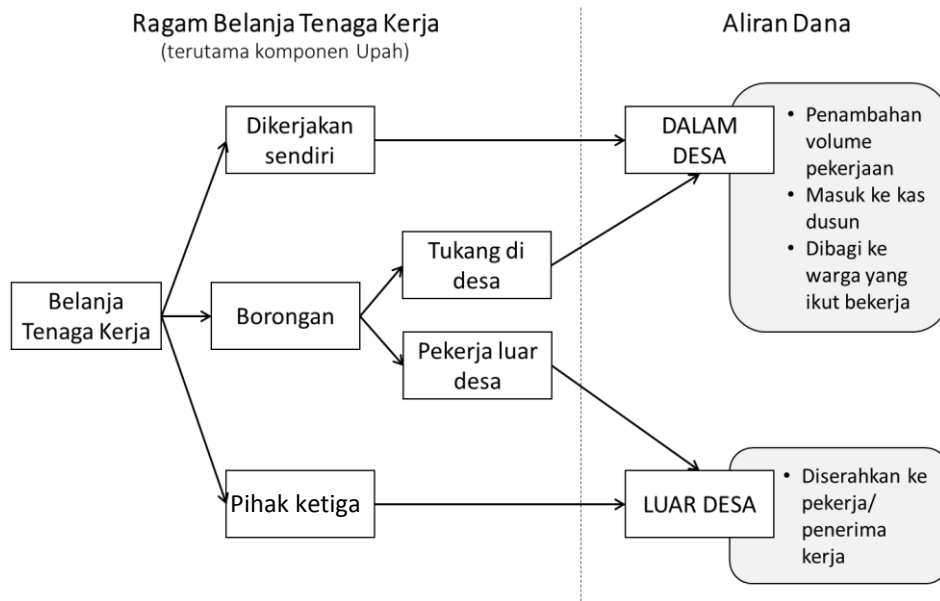 Ragam Belanja Tenaga Kerja
(terutama komponen Upah)
Aliran Dana
Dikerjakan
sendiri
DALAM
DESA
• Penambahan
volume
pekerjaan
• Masuk ke kas
dusun
• Dibagi ke
warga yang
ikut bekerja
Tukang di
desa
Belanja
Tenaga Kerja
Borongan
Pekerja luar
desa
Pihak ketiga
LUAR DESA
• Diserahkan ke
pekerja/
penerima
kerja